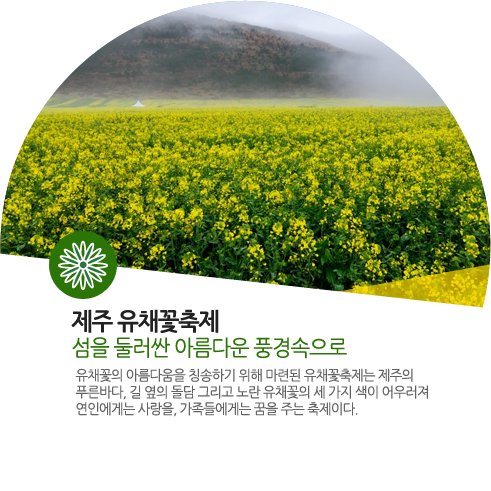 제주 유채꽃축제
섬을 둘러싼 아름다운 풍경속으로
유채꽃의 아름다움을 칭송하기 위해 마련된 유채꽃축제는 제주의
푸른바다, 길 옆의 돌담 그리고 노란 유채꽃의 세 가지 색이 어우러져
연인에게는 사랑을, 가족들에게는 꿈을 주는 축제이다.